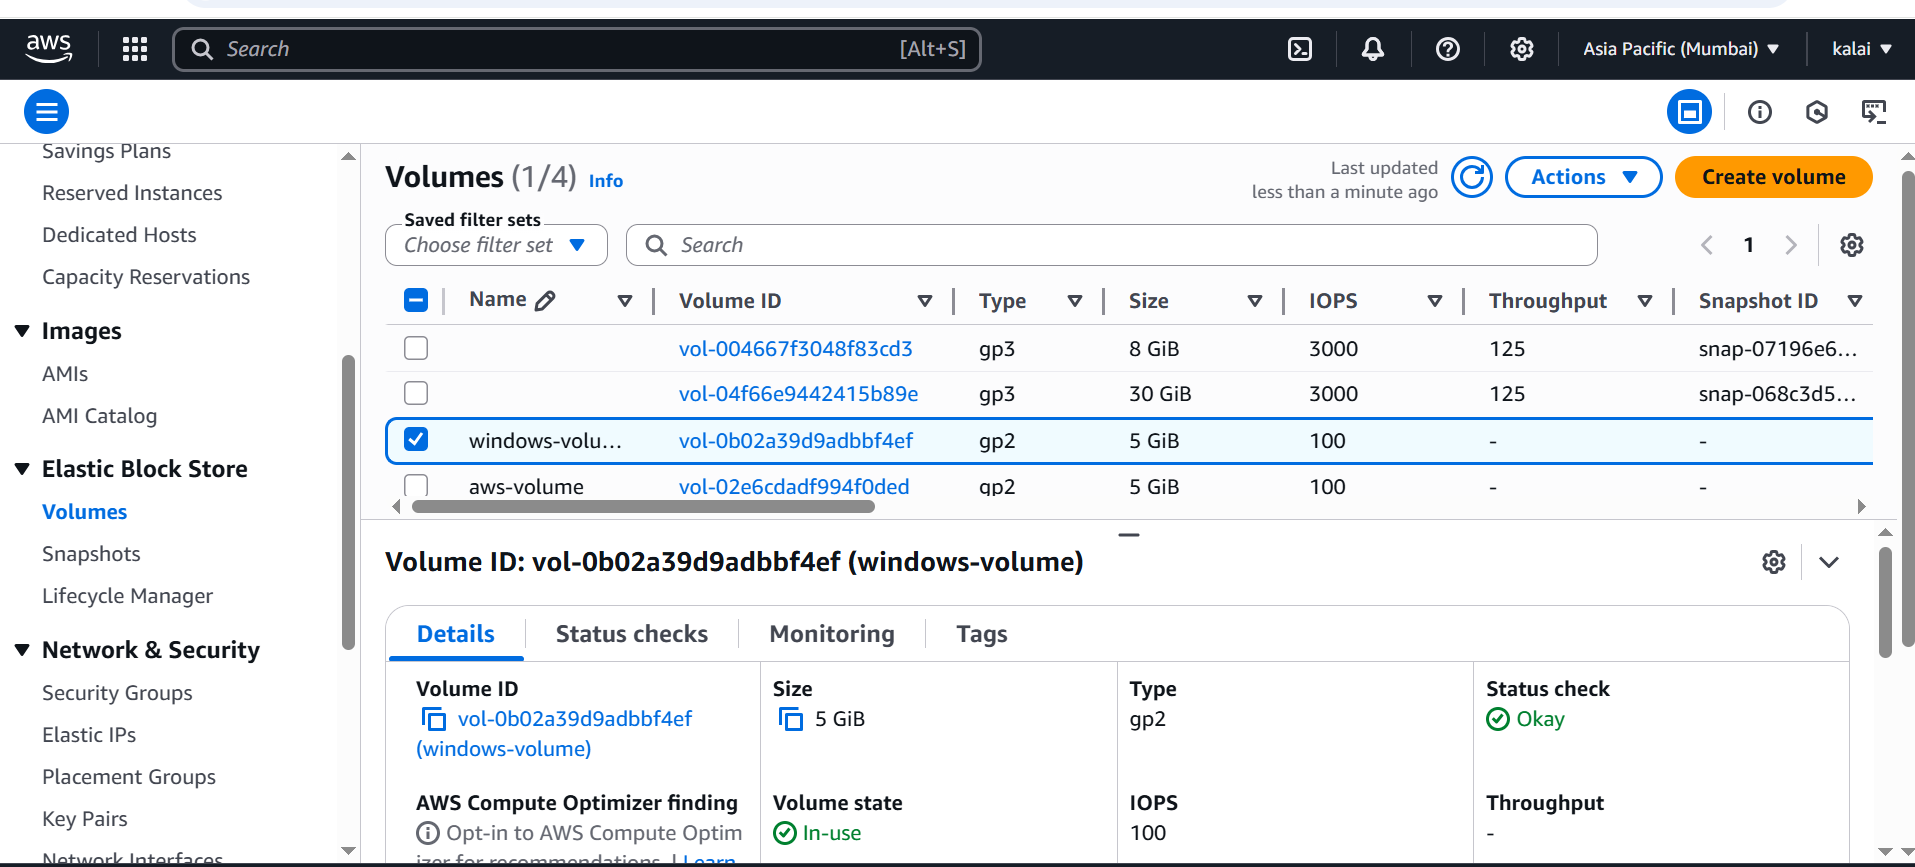 aws
Search [Alt+S]
Asia Pacific (Mumbai) kalai
Savings Plans
Reserved Instances
Dedicated Hosts
Capacity Reservations
Images
AMIs
AMI Catalog
Elastic Block Store
Volumes
Snapshots
Lifecycle Manager
Network & Security
Security Groups
Elastic IPs
Placement Groups
Key Pairs
Network Interfaces
Volumes (1/4) Info
Last updated
less than a minute ago
Actions
Create volume
Saved filter sets
Choose filter set
Search
1
Name Volume ID Type Size IOPS Throughput Snapshot ID
vol-004667f3048f83cd3 gp3 8 GiB 3000 125 snap-07196e6...
vol-04f66e9442415b89e gp3 30 GiB 3000 125 snap-068c3d5...
windows-volu... vol-0b02a39d9adbbf4ef gp2 5 GiB 100 - -
aws-volume vol-02e6cdadf994f0ded gp2 5 GiB 100 - -
Volume ID: vol-0b02a39d9adbbf4ef (windows-volume)
Details Status checks Monitoring Tags
Volume ID
vol-0b02a39d9adbbf4ef
(windows-volume)
Size
5 GiB
Type
gp2
Status check
Okay
AWS Compute Optimizer finding
Opt-in to AWS Compute Optim
izer for recommendations. | Learn
Volume state
In-use
IOPS
100
Throughput
-